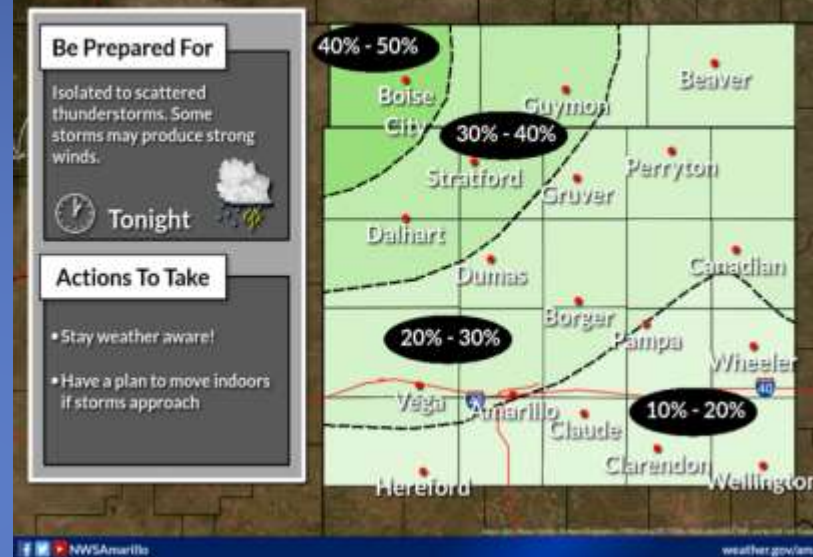 Be Prepared For
Isolated to scattered
thunderstorms. Some
storms may produce strong
winds.
Tonight
Actions To Take
• Stay weather aware!
• Have a plan to move indoors
if storms approach
40% - 50%
Boise
City
Guymon
Beaver
30% - 40%
Stratford
Gruver
Perryton
Dalhart
Dumas
Canadian
Borger
Pampa
20% - 30%
Wheeler
Vega
Amarillo
40
Claude
10% - 20%
Clarendon
Hereford
Wellington
NWSAmarillo
weather.gov/ama